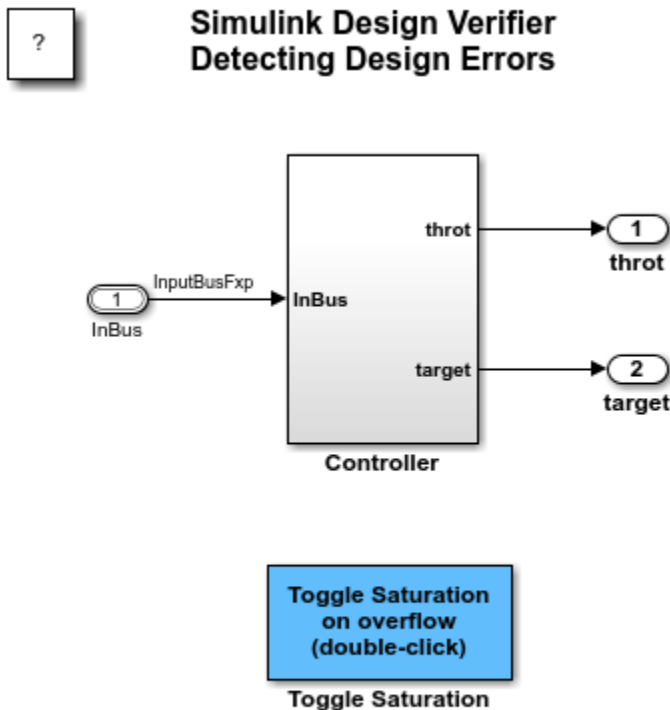 ?
Simulink Design Verifier
Detecting Design Errors
throt
1
throt
InputBusFxp
1
InBus
InBus
target
2
target
Controller
Toggle Saturation
on overflow
(double-click)
Toggle Saturation